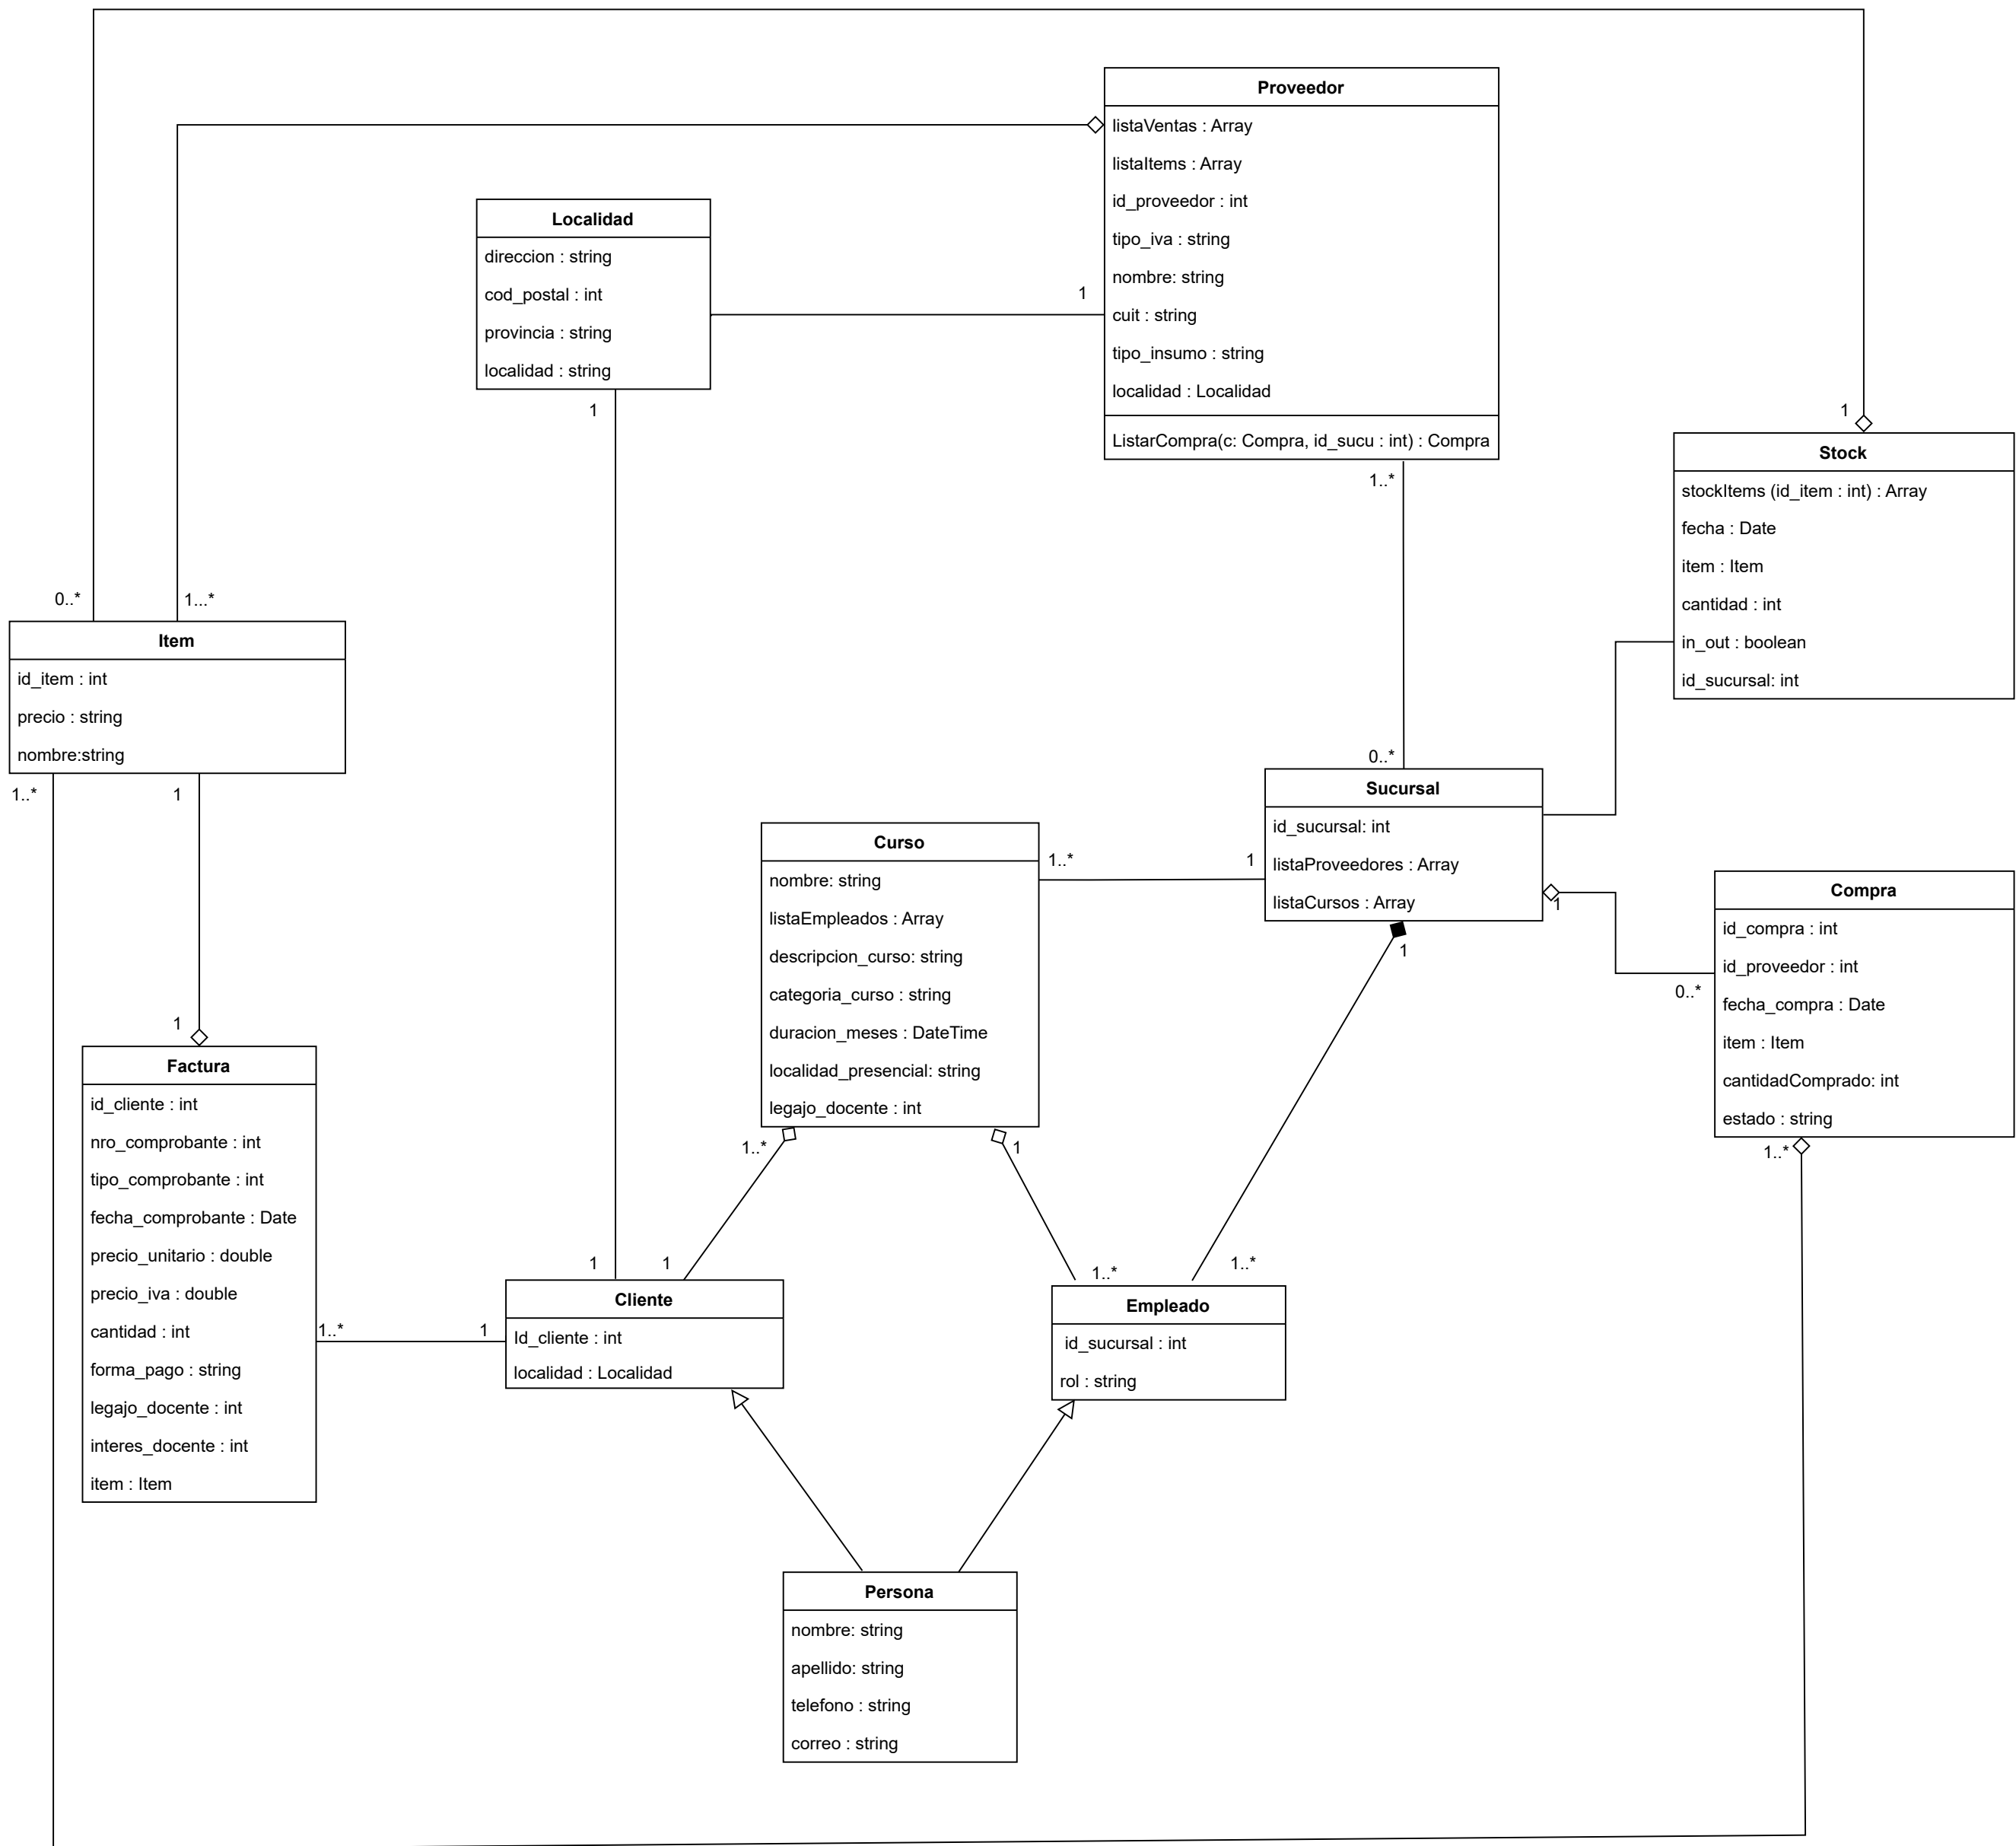 Proveedor
listaVentas : Array
listaItems : Array
id_proveedor : int
tipo_iva : string
nombre: string
cuit : string
tipo_insumo : string
localidad : Localidad
ListarCompra(c: Compra, id_sucu : int) : Compra
1..*
Localidad
direccion : string
cod_postal : int
provincia : string
localidad : string
1
1
1
Stock
stockItems (id_item : int) : Array
fecha : Date
item : Item
cantidad : int
in_out : boolean
id_sucursal: int
0..*
1...*
Item
id_item : int
precio : string
nombre:string
1..*
1
0..*
Sucursal
id_sucursal: int
listaProveedores : Array
listaCursos : Array
1
1
1
Curso
nombre: string
listaEmpleados : Array
descripcion_curso: string
categoria_curso : string
duracion_meses : DateTime
localidad_presencial: string
legajo_docente : int
1..*
1..*
1
Compra
id_compra : int
id_proveedor : int
fecha_compra : Date
item : Item
cantidadComprado: int
estado : string
0..*
1..*
1
Factura
id_cliente : int
nro_comprobante : int
tipo_comprobante : int
fecha_comprobante : Date
precio_unitario : double
precio_iva : double
cantidad : int
forma_pago : string
legajo_docente : int
interes_docente : int
item : Item
1..*
1
1
1
Cliente
Id_cliente : int
localidad : Localidad
1..*
1..*
Empleado
id_sucursal : int
rol : string
Persona
nombre: string
apellido: string
telefono : string
correo : string